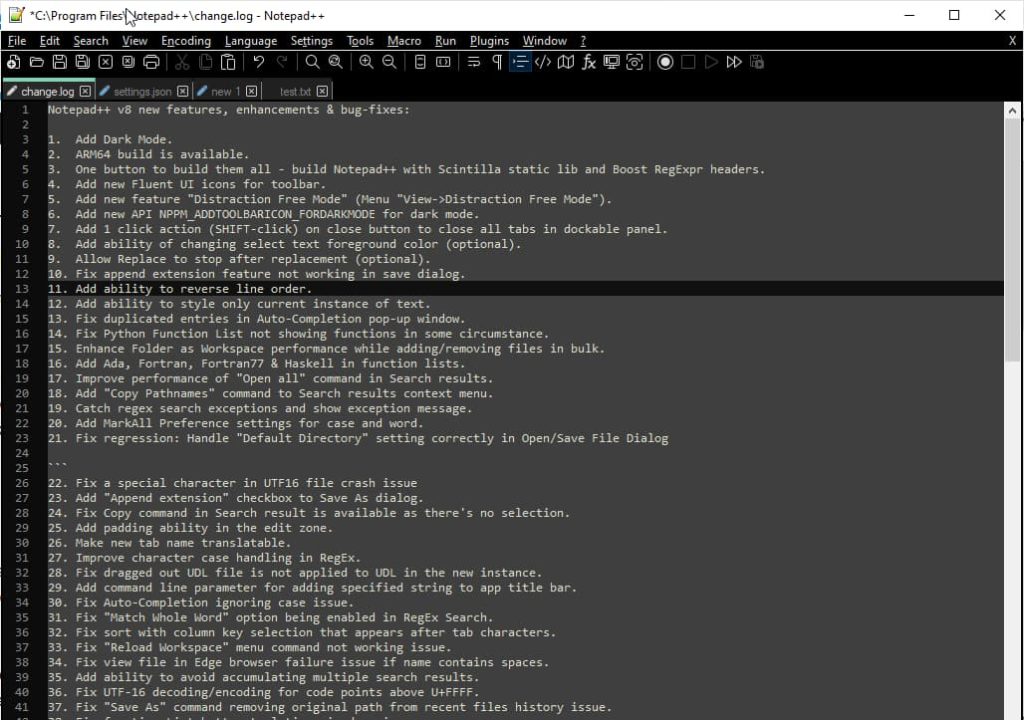 *C:\Program Files\Notepad++\change.log - Notepad++
File Edit Search View Encoding Language Settings Tools Macro Run Plugins Window ? X
change.log settings.json new 1 test.txt
1 Notepad++ v8 new features, enhancements & bug-fixes:
2
3 1. Add Dark Mode.
4 2. ARM64 build is available.
5 3. One button to build them all - build Notepad++ with Scintilla static lib and Boost RegExpr headers.
6 4. Add new Fluent UI icons for toolbar.
7 5. Add new feature "Distraction Free Mode" (Menu "View->Distraction Free Mode").
8 6. Add new API NPPM_ADDTOOLBARICON_FORDARKMODE for dark mode.
9 7. Add 1 click action (SHIFT-click) on close button to close all tabs in dockable panel.
10 8. Add ability of changing select text foreground color (optional).
11 9. Allow Replace to stop after replacement (optional).
12 10. Fix append extension feature not working in save dialog.
13 11. Add ability to reverse line order.
14 12. Add ability to style only current instance of text.
15 13. Fix duplicated entries in Auto-Completion pop-up window.
16 14. Fix Python Function List not showing functions in some circumstance.
17 15. Enhance Folder as Workspace performance while adding/removing files in bulk.
18 16. Add Ada, Fortran, Fortran77 & Haskell in function lists.
19 17. Improve performance of "Open all" command in Search results.
20 18. Add "Copy Pathnames" command to Search results context menu.
21 19. Catch regex search exceptions and show exception message.
22 20. Add MarkAll Preference settings for case and word.
23 21. Fix regression: Handle "Default Directory" setting correctly in Open/Save File Dialog
24
25 ```
26 22. Fix a special character in UTF16 file crash issue
27 23. Add "Append extension" checkbox to Save As dialog.
28 24. Fix Copy command in Search result is available as there's no selection.
29 25. Add padding ability in the edit zone.
30 26. Make new tab name translatable.
31 27. Improve character case handling in RegEx.
32 28. Fix dragged out UDL file is not applied to UDL in the new instance.
33 29. Add command line parameter for adding specified string to app title bar.
34 30. Fix Auto-Completion ignoring case issue.
35 31. Fix "Match Whole Word" option being enabled in RegEx Search.
36 32. Fix sort with column key selection that appears after tab characters.
37 33. Fix "Reload Workspace" menu command not working issue.
38 34. Fix view file in Edge browser failure issue if name contains spaces.
39 35. Add ability to avoid accumulating multiple search results.
40 36. Fix UTF-16 decoding/encoding for code points above U+FFFF.
41 37. Fix "Save As" command removing original path from recent files history issue.